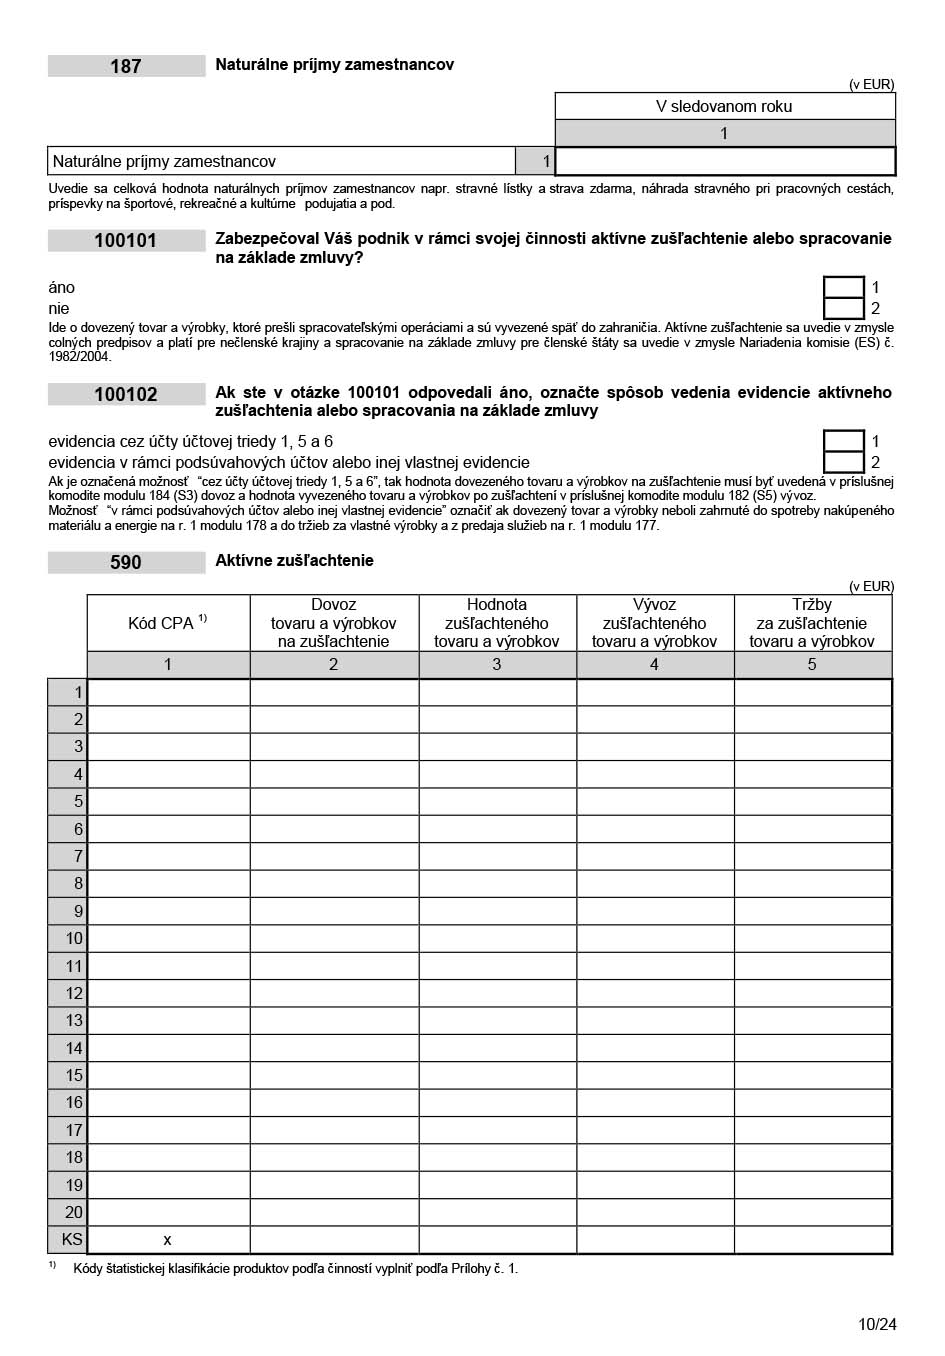 187 Naturálne príjmy zamestnancov
(v EUR)
V sledovanom roku
1
Naturálne príjmy zamestnancov 1
Uvedie sa celková hodnota naturálnych príjmov zamestnancov napr. stravné lístky a strava zdarma, náhrada stravného pri pracovných cestách,
príspevky na športové, rekreačné a kultúrne podujatia a pod.
100101 Zabezpečoval Váš podnik v rámci svojej činnosti aktívne zušľachtenie alebo spracovanie
na základe zmluvy?
áno 1
nie 2
Ide o dovezený tovar a výrobky, ktoré prešli spracovateľskými operáciami a sú vyvezené späť do zahraničia. Aktívne zušľachtenie sa uvedie v zmysle
colných predpisov a platí pre nečlenské krajiny a spracovanie na základe zmluvy pre členské štáty sa uvedie v zmysle Nariadenia komisie (ES) č.
1982/2004.
100102 Ak ste v otázke 100101 odpovedali áno, označte spôsob vedenia evidencie aktívneho
zušľachtenia alebo spracovania na základe zmluvy
evidencia cez účty účtovej triedy 1, 5 a 6 1
evidencia v rámci podsúvahových účtov alebo inej vlastnej evidencie 2
Ak je označená možnosť “cez účty účtovej triedy 1, 5 a 6”, tak hodnota dovezeného tovaru a výrobkov na zušľachtenie musí byť uvedená v príslušnej
komodite modulu 184 (S3) dovoz a hodnota vyvezeného tovaru a výrobkov po zušľachtení v príslušnej komodite modulu 182 (S5) vývoz.
Možnosť “v rámci podsúvahových účtov alebo inej vlastnej evidencie” označiť ak dovezený tovar a výrobky neboli zahrnuté do spotreby nakúpeného
materiálu a energie na r. 1 modulu 178 a do tržieb za vlastné výrobky a z predaja služieb na r. 1 modulu 177.
590 Aktívne zušľachtenie
(v EUR)
Kód CPA 1)
Dovoz
tovaru a výrobkov
na zušľachtenie
Hodnota
zušľachteného
tovaru a výrobkov
Vývoz
zušľachteného
tovaru a výrobkov
Tržby
za zušľachtenie
tovaru a výrobkov
1 2 3 4 5
1
2
3
4
5
6
7
8
9
10
11
12
13
14
15
16
17
18
19
20
KS x
1) Kódy štatistickej klasifikácie produktov podľa činností vyplniť podľa Prílohy č. 1.
10/24